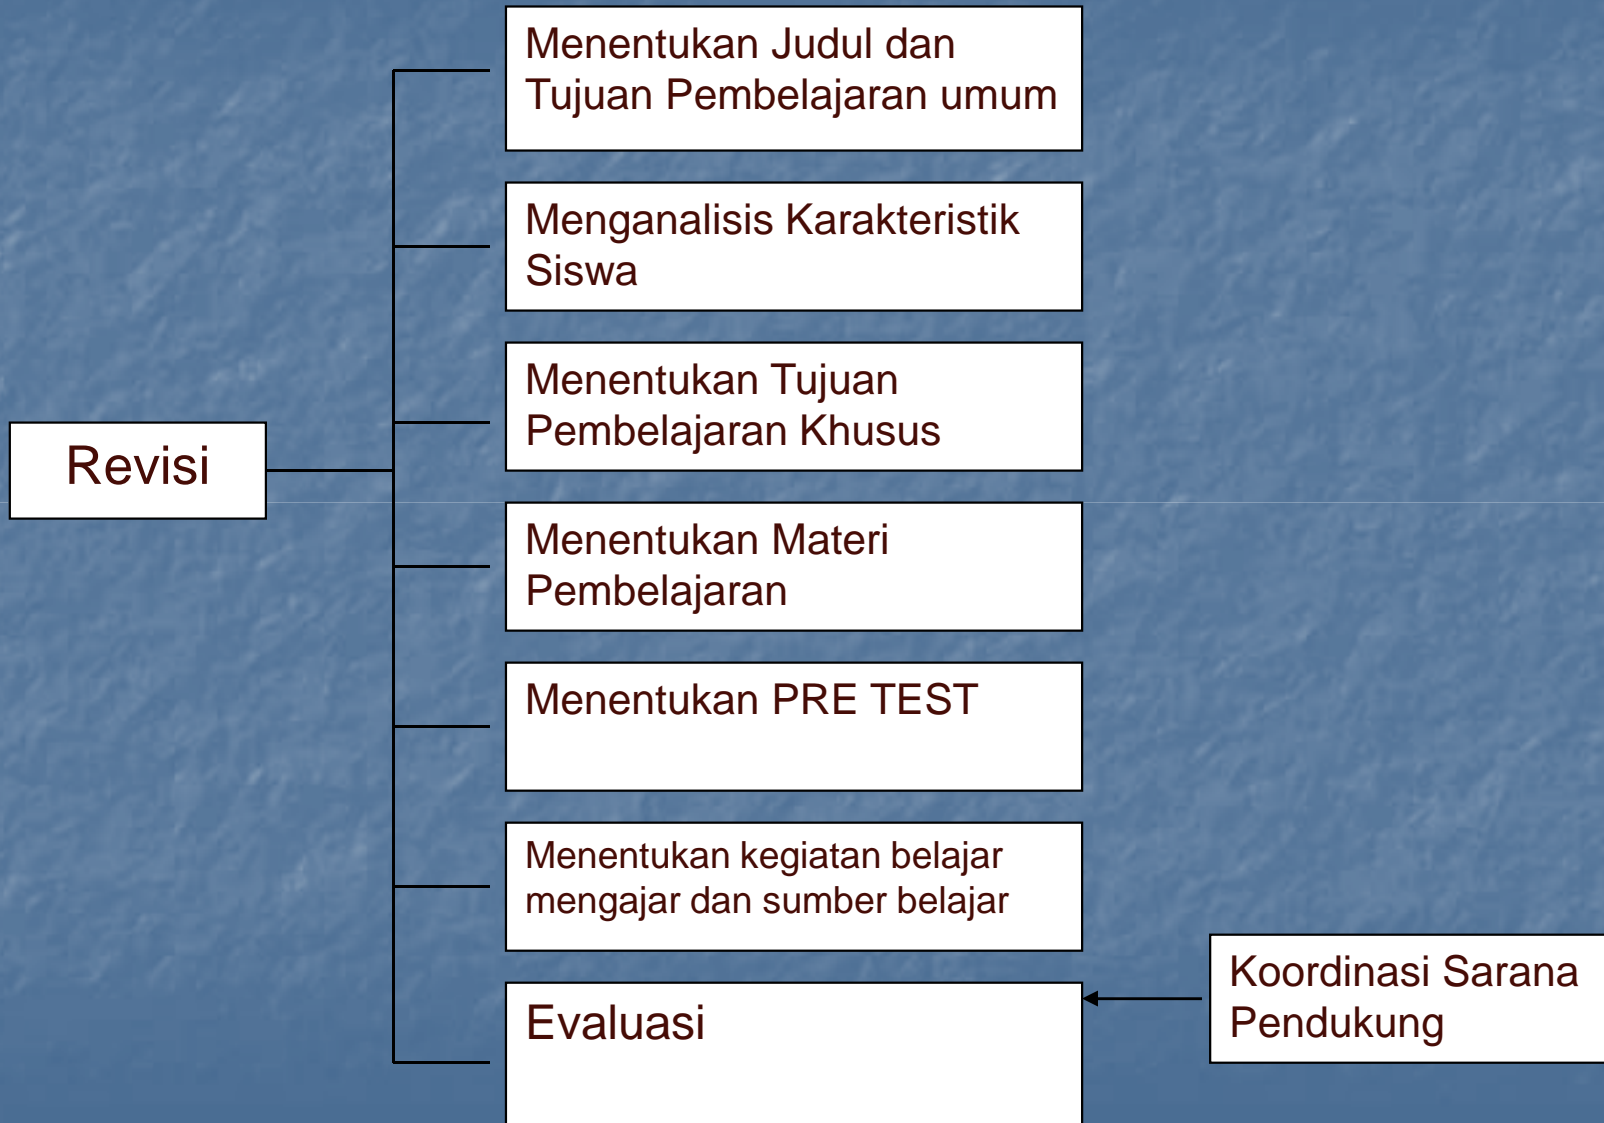 Menentukan Judul dan
Tujuan Pembelajaran umum
Menganalisis Karakteristik
Siswa
Menentukan Tujuan
Pembelajaran Khusus
Revisi
Menentukan Materi
Pembelajaran
Menentukan PRE TEST
Menentukan kegiatan belajar
mengajar dan sumber belajar
Evaluasi
Koordinasi Sarana
Pendukung